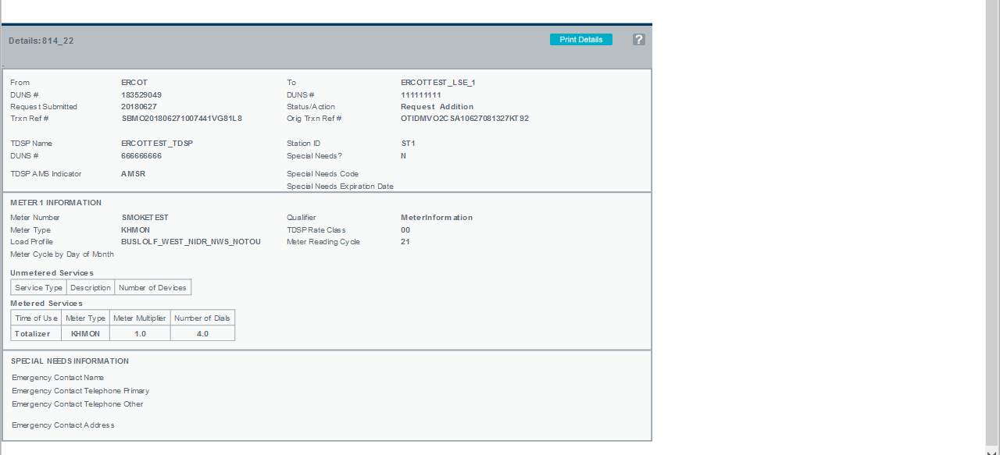 Details: 814_22
Print Details
?
From ERCOT To ERCOTTEST_LSE_1
DUNS # 183529049 DUNS # 111111111
Request Submitted 20180627 Status/Action Request Addition
Trxn Ref # SBMO201806271007441VG81L8 Orig Trxn Ref # OTIDMVO2CSA10627081327KT92
TDSP Name ERCOTTEST_TDSP Station ID ST1
DUNS # 666666666 Special Needs? N
TDSP AMS Indicator AMSR Special Needs Code
Special Needs Expiration Date
METER 1 INFORMATION
Meter Number SMOKETEST Qualifier MeterInformation
Meter Type KHMON TDSP Rate Class 00
Load Profile BUSLOLF_WEST_NIDR_NWS_NOTOU Meter Reading Cycle 21
Meter Cycle by Day of Month
Unmetered Services
Service Type Description Number of Devices
Metered Services
Time of Use Meter Type Meter Multiplier Number of Dials
Totalizer KHMON 1.0 4.0
SPECIAL NEEDS INFORMATION
Emergency Contact Name
Emergency Contact Telephone Primary
Emergency Contact Telephone Other
Emergency Contact Address